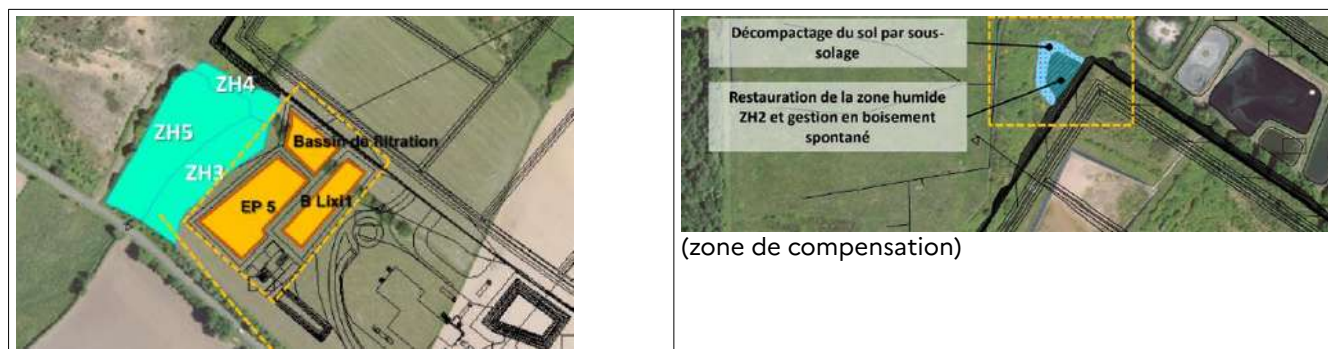 ZH4
ZH5
ZH3
Bassin de filtration
EP 5
B Lixi1
Décompactage du sol par sous-
solage
Restauration de la zone humide
ZH2 et gestion en boisement
spontané
(zone de compensation)